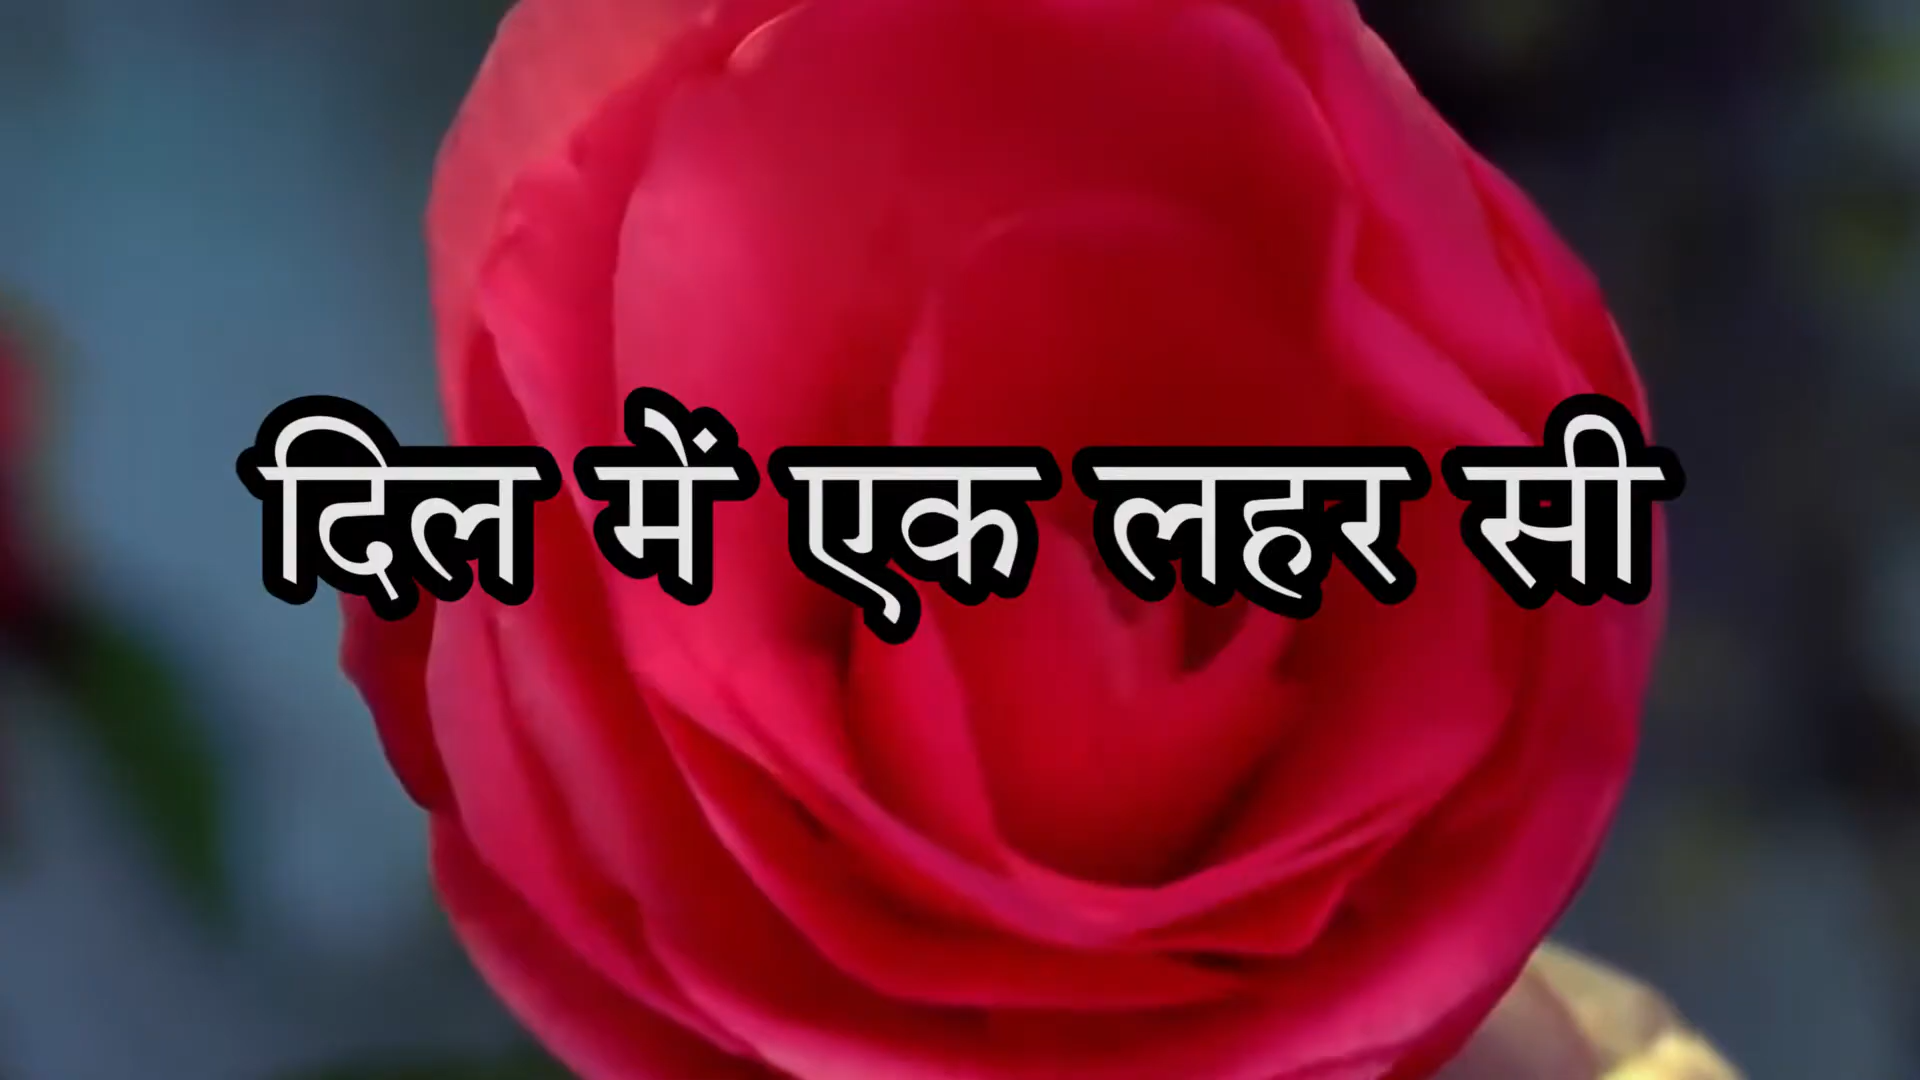 दिल में एक लहर सी